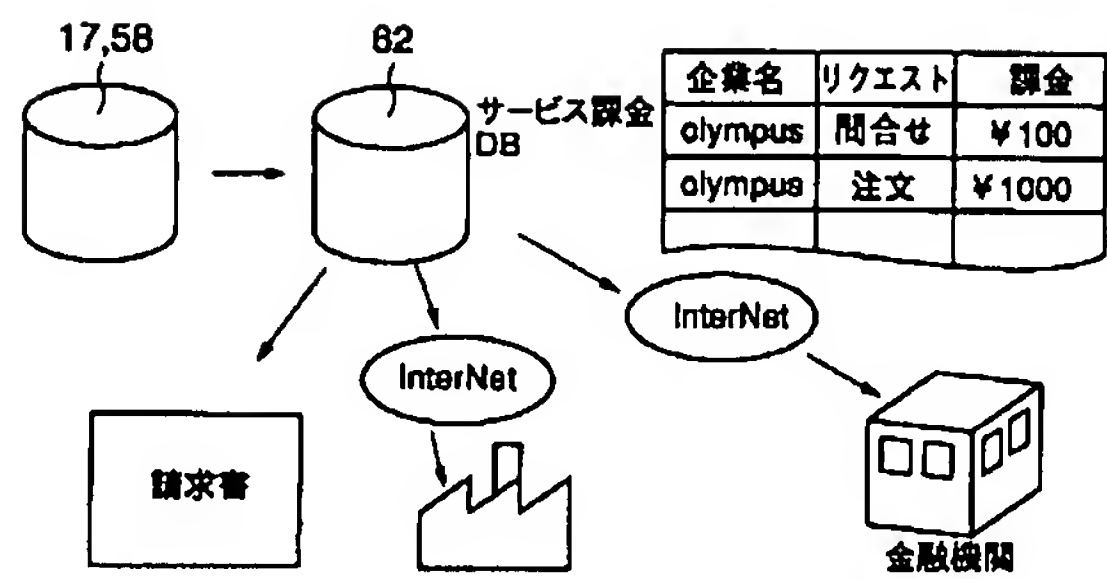 17,58
62
サービス課金
DB
企業名 リクエスト 課金
olympus 問合せ ¥100
olympus 注文 ¥1000
InterNet
InterNet
請求書
金融機関